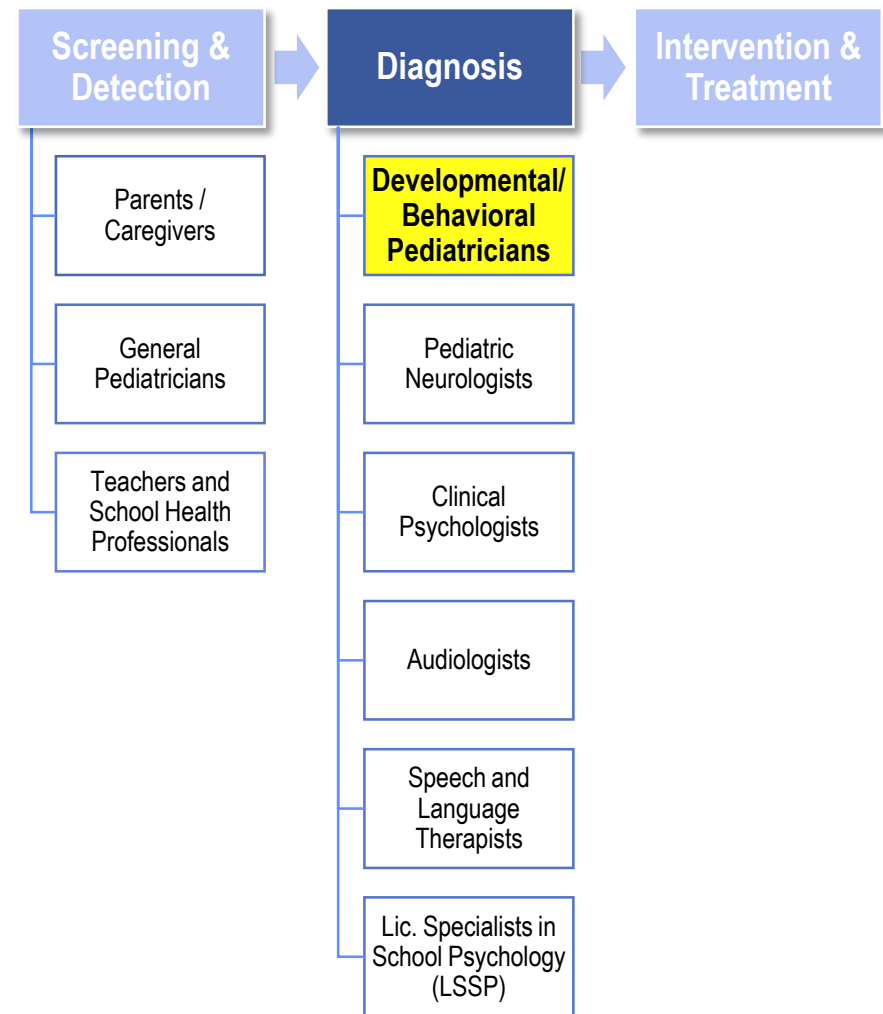 Screening &
Detection
Diagnosis
Intervention &
Treatment
Parents /
Caregivers
General
Pediatricians
Teachers and
School Health
Professionals
Developmental/
Behavioral
Pediatricians
Pediatric
Neurologists
Clinical
Psychologists
Audiologists
Speech and
Language
Therapists
Lic. Specialists in
School Psychology
(LSSP)